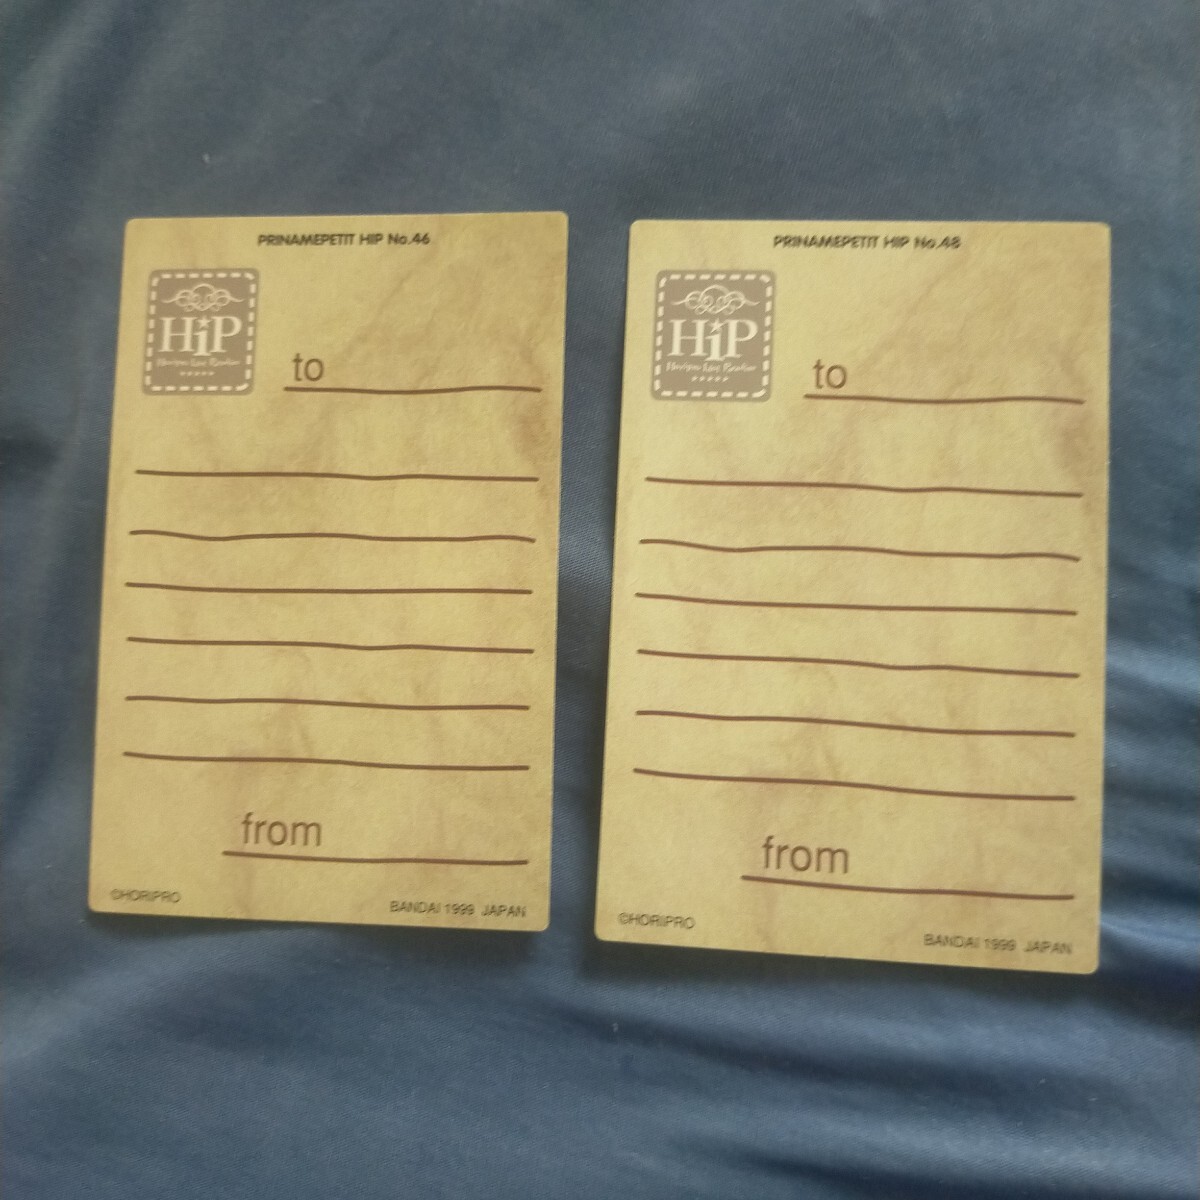 PRINAMEPETIT HIP No.46
HiP
to
from
©HORIPRO
BANDAI 1999 JAPAN
PRINAMEPETIT HIP No.48
HiP
to
from
©HORIPRO
BANDAI 1999 JAPAN